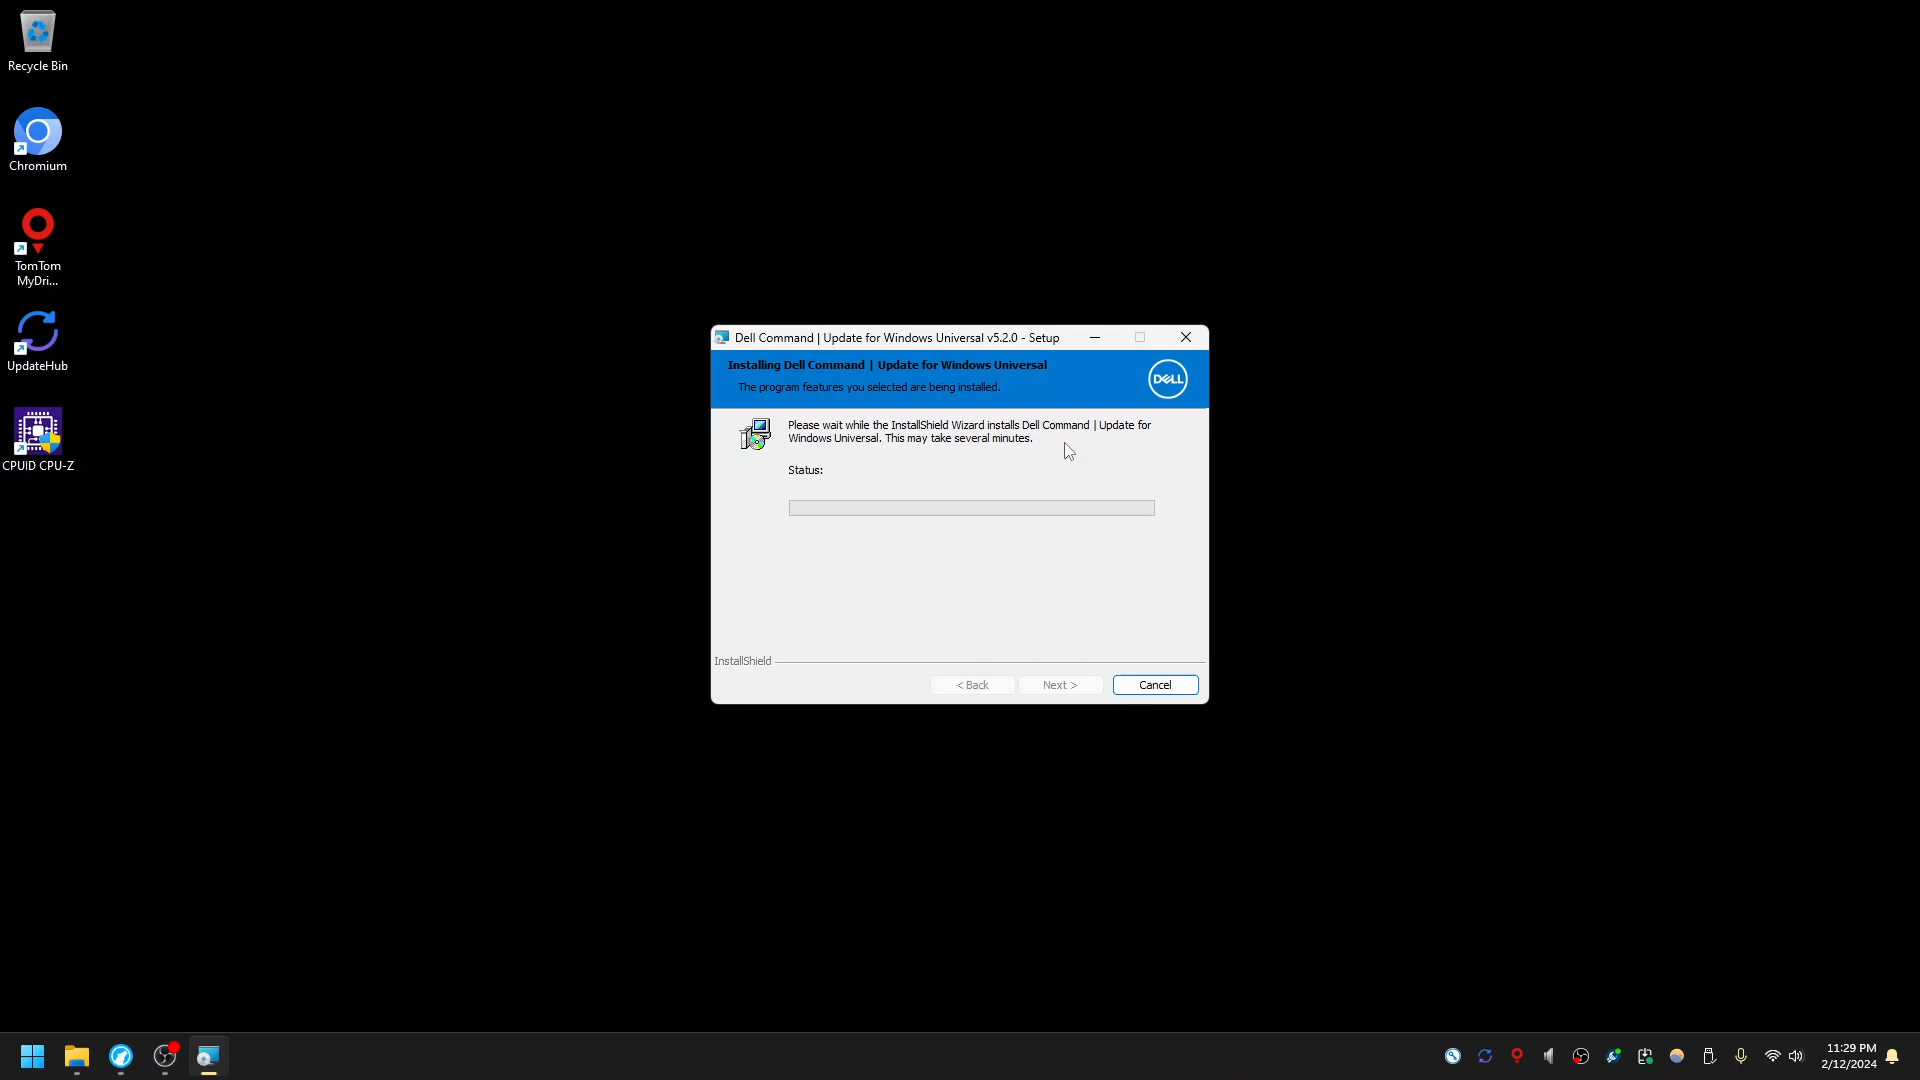 Recycle Bin
Chromium
TomTom
MyDri...
UpdateHub
CPUID CPU-Z
Dell Command | Update for Windows Universal v5.2.0 - Setup
Installing Dell Command | Update for Windows Universal
The program features you selected are being installed.
DELL
Please wait while the InstallShield Wizard installs Dell Command | Update for
Windows Universal. This may take several minutes.
Status:
InstallShield
< Back
Next >
Cancel
11:29 PM
2/12/2024